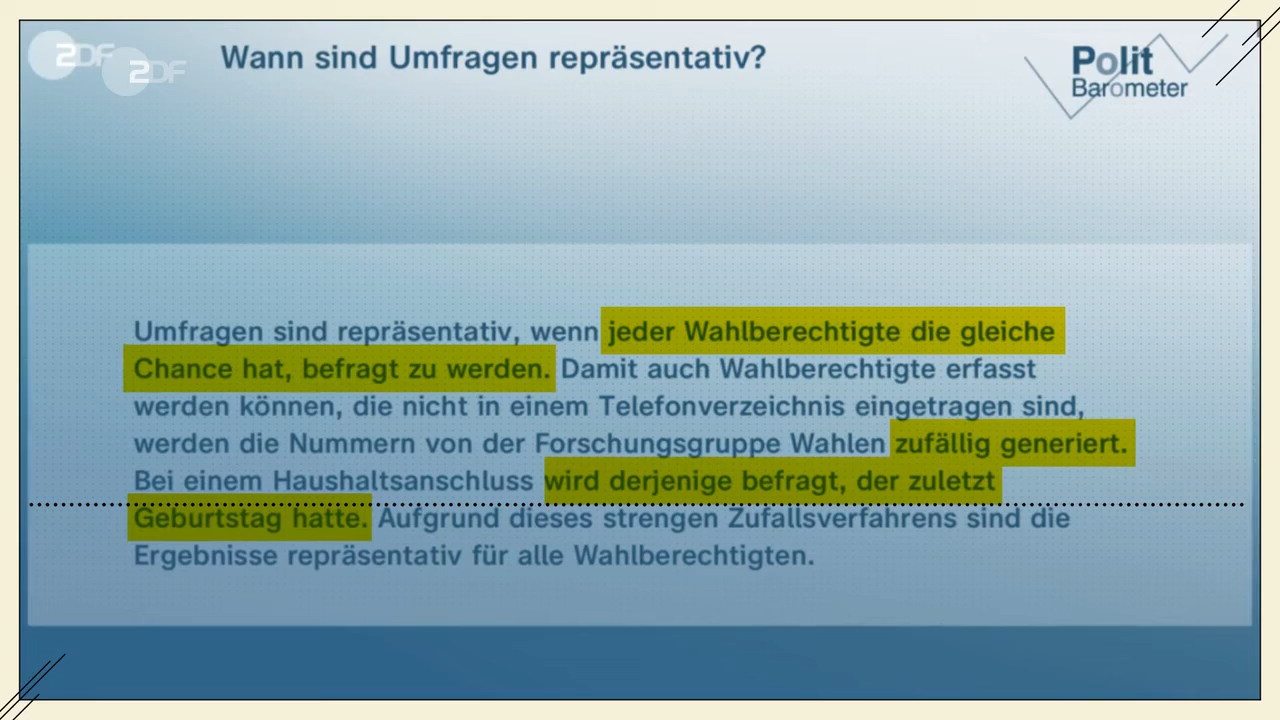 ZDF
ZDF
Wann sind Umfragen repräsentativ?
Polit
Barometer
Umfragen sind repräsentativ, wenn jeder Wahlberechtigte die gleiche
Chance hat, befragt zu werden. Damit auch Wahlberechtigte erfasst
werden können, die nicht in einem Telefonverzeichnis eingetragen sind,
werden die Nummern von der Forschungsgruppe Wahlen zufällig generiert.
Bei einem Haushaltsanschluss wird derjenige befragt, der zuletzt
Geburtstag hatte. Aufgrund dieses strengen Zufallsverfahrens sind die
Ergebnisse repräsentativ für alle Wahlberechtigten.